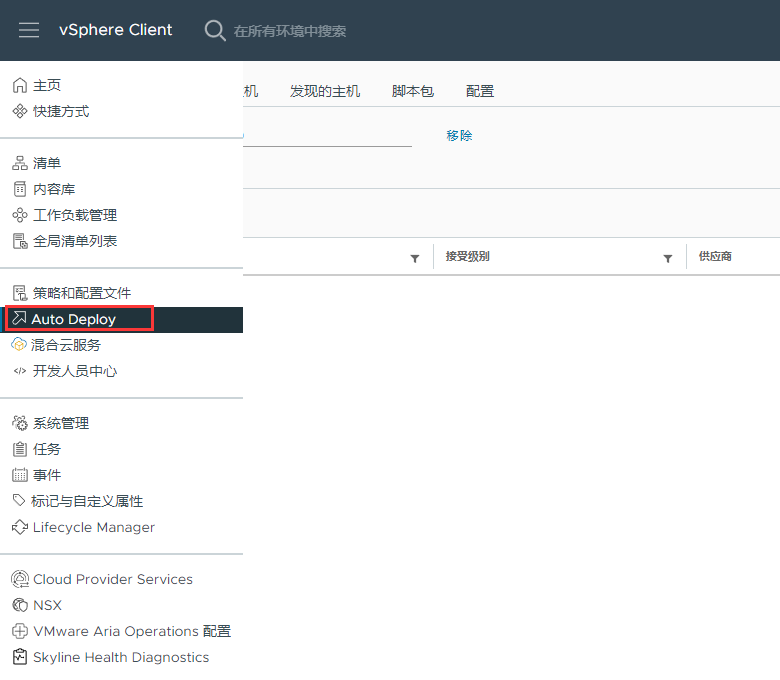 vSphere Client 在所有环境中搜索
主页
快捷方式
机 发现的主机 脚本包 配置
移除
清单
内容库
工作负载管理
全局清单列表
接受级别 供应商
策略和配置文件
Auto Deploy
混合云服务
开发人员中心
系统管理
任务
事件
标记与自定义属性
Lifecycle Manager
Cloud Provider Services
NSX
VMware Aria Operations 配置
Skyline Health Diagnostics